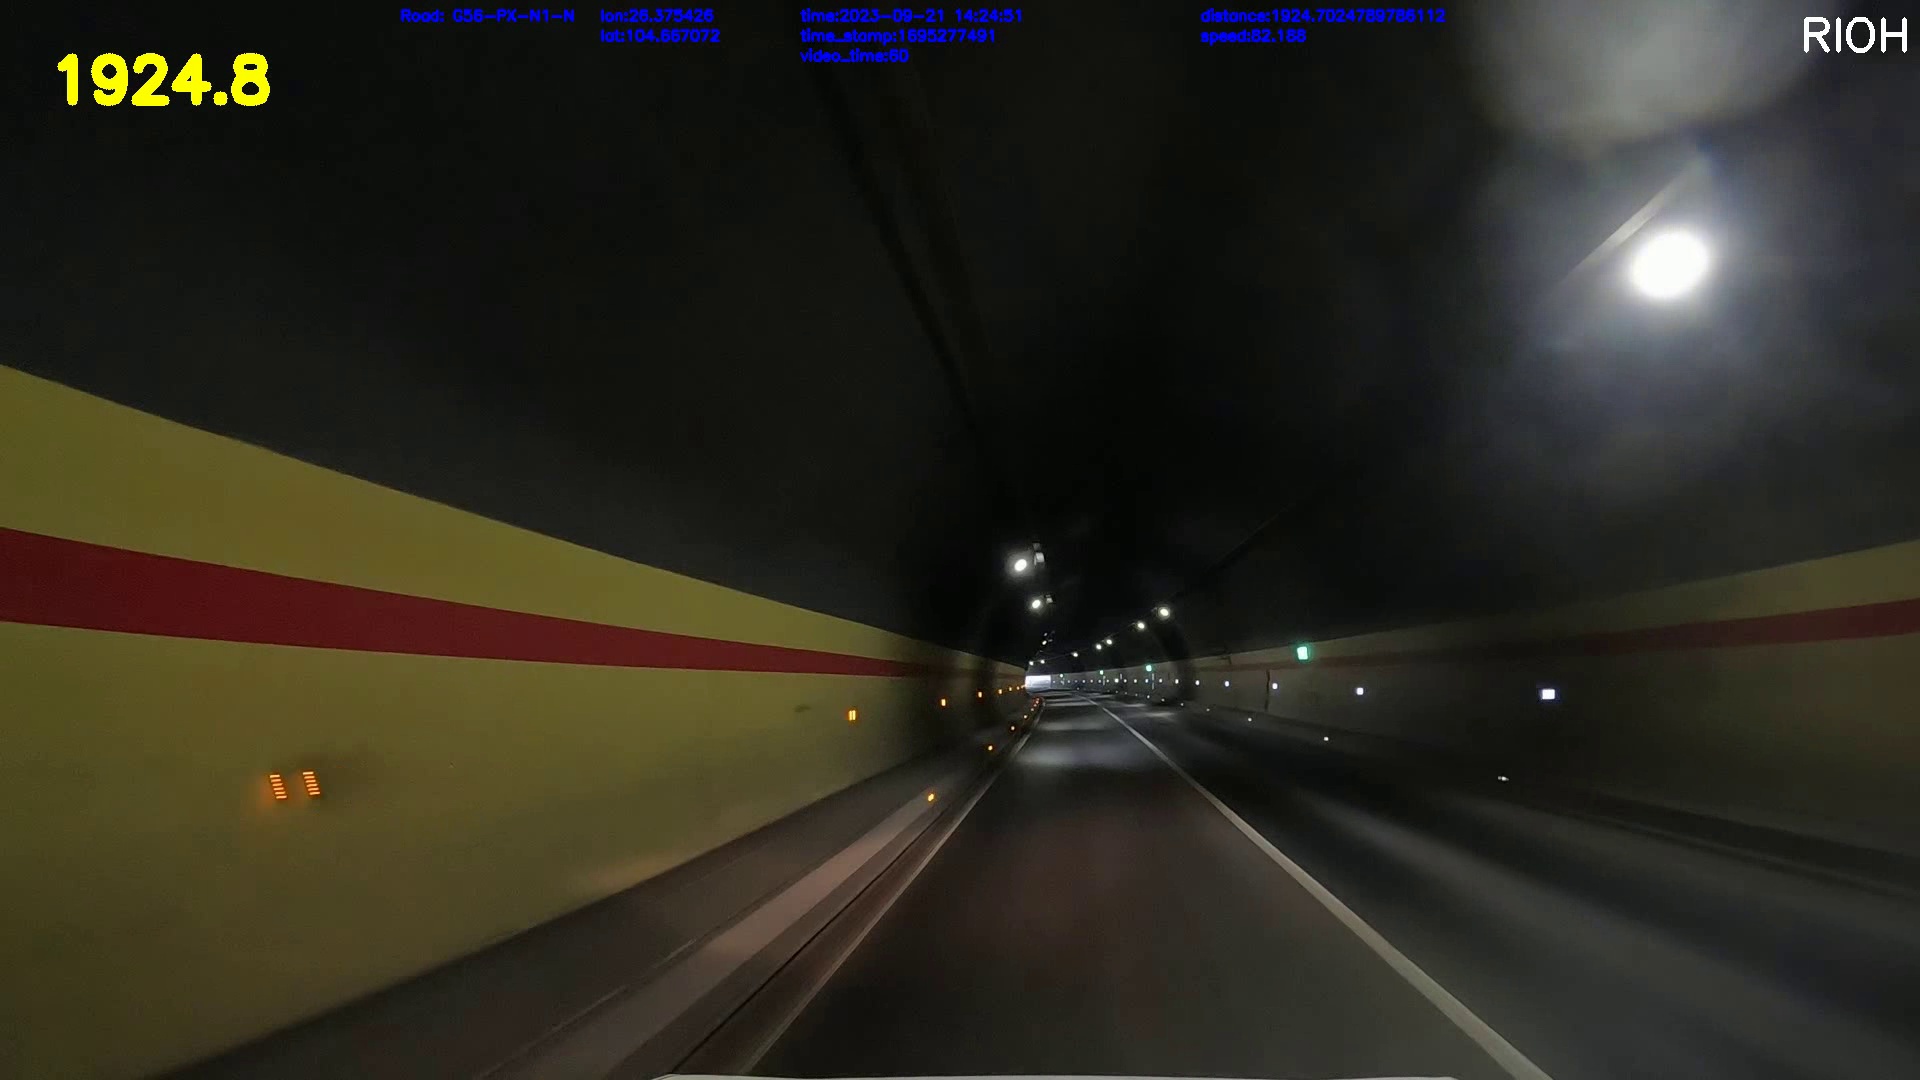 Road: G56-PX-N1-N
lon:26.375426
lat:104.667072
time:2023-09-21 14:24:51
time_stamp:1695277491
video_time:60
distance:1924.7024789786112
speed:82.188
RIOH
1924.8